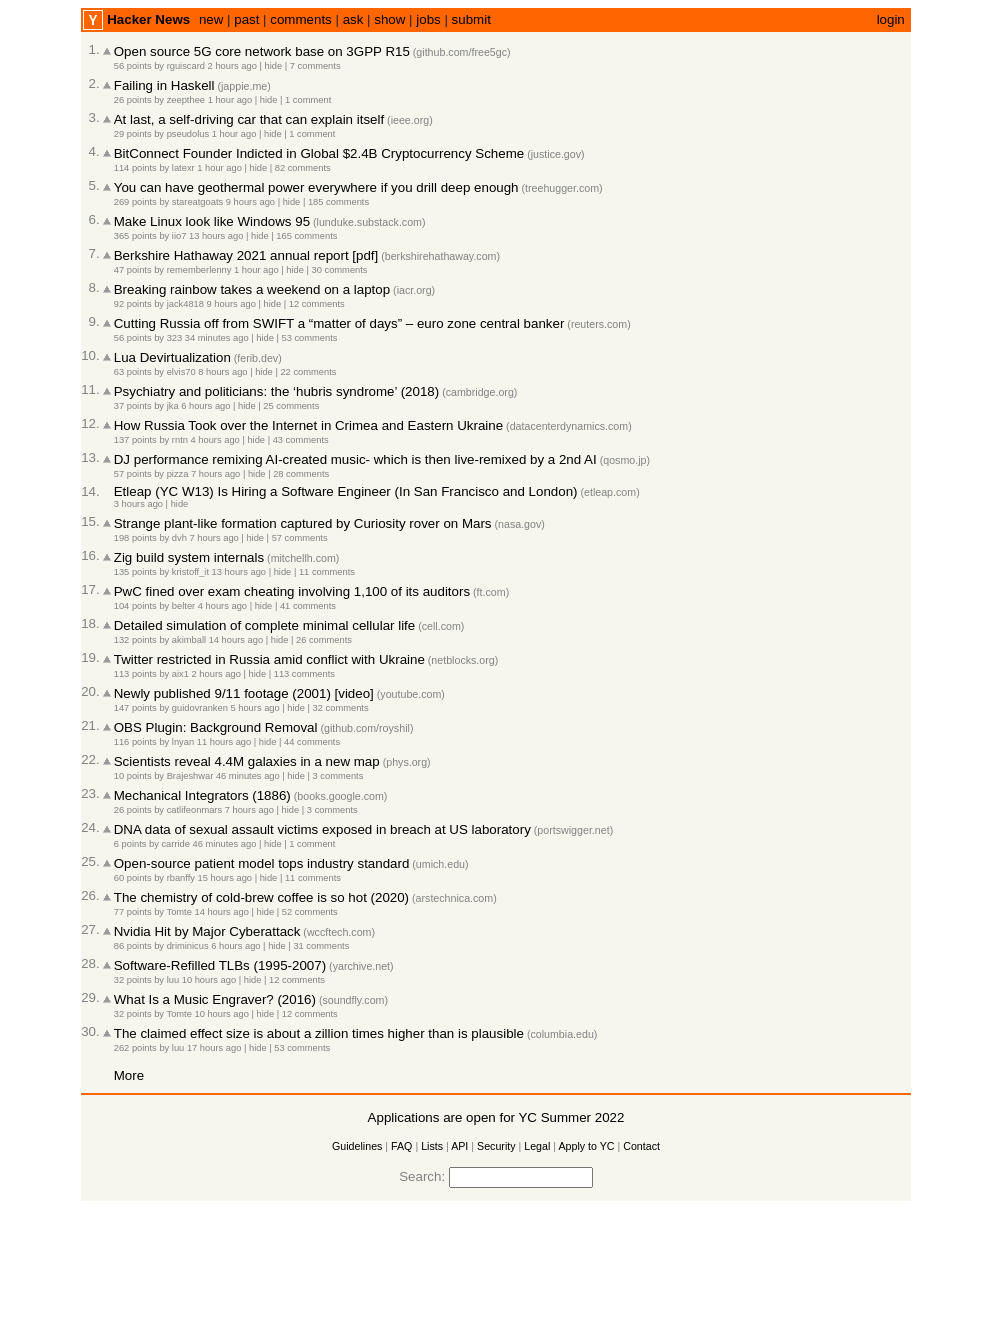 Y Hacker News new | past | comments | ask | show | jobs | submit login
1. Open source 5G core network base on 3GPP R15 (github.com/free5gc)
56 points by rguiscard 2 hours ago | hide | 7 comments
2. Failing in Haskell (jappie.me)
26 points by zeepthee 1 hour ago | hide | 1 comment
3. At last, a self-driving car that can explain itself (ieee.org)
29 points by pseudolus 1 hour ago | hide | 1 comment
4. BitConnect Founder Indicted in Global $2.4B Cryptocurrency Scheme (justice.gov)
114 points by latexr 1 hour ago | hide | 82 comments
5. You can have geothermal power everywhere if you drill deep enough (treehugger.com)
269 points by stareatgoats 9 hours ago | hide | 185 comments
6. Make Linux look like Windows 95 (lunduke.substack.com)
365 points by iio7 13 hours ago | hide | 165 comments
7. Berkshire Hathaway 2021 annual report [pdf] (berkshirehathaway.com)
47 points by rememberlenny 1 hour ago | hide | 30 comments
8. Breaking rainbow takes a weekend on a laptop (iacr.org)
92 points by jack4818 9 hours ago | hide | 12 comments
9. Cutting Russia off from SWIFT a “matter of days” – euro zone central banker (reuters.com)
56 points by 323 34 minutes ago | hide | 53 comments
10. Lua Devirtualization (ferib.dev)
63 points by elvis70 8 hours ago | hide | 22 comments
11. Psychiatry and politicians: the ‘hubris syndrome’ (2018) (cambridge.org)
37 points by jka 6 hours ago | hide | 25 comments
12. How Russia Took over the Internet in Crimea and Eastern Ukraine (datacenterdynamics.com)
137 points by rntn 4 hours ago | hide | 43 comments
13. DJ performance remixing AI-created music- which is then live-remixed by a 2nd AI (qosmo.jp)
57 points by pizza 7 hours ago | hide | 28 comments
14. Etleap (YC W13) Is Hiring a Software Engineer (In San Francisco and London) (etleap.com)
3 hours ago | hide
15. Strange plant-like formation captured by Curiosity rover on Mars (nasa.gov)
198 points by dvh 7 hours ago | hide | 57 comments
16. Zig build system internals (mitchellh.com)
135 points by kristoff_it 13 hours ago | hide | 11 comments
17. PwC fined over exam cheating involving 1,100 of its auditors (ft.com)
104 points by belter 4 hours ago | hide | 41 comments
18. Detailed simulation of complete minimal cellular life (cell.com)
132 points by akimball 14 hours ago | hide | 26 comments
19. Twitter restricted in Russia amid conflict with Ukraine (netblocks.org)
113 points by aix1 2 hours ago | hide | 113 comments
20. Newly published 9/11 footage (2001) [video] (youtube.com)
147 points by guidovranken 5 hours ago | hide | 32 comments
21. OBS Plugin: Background Removal (github.com/royshil)
116 points by lnyan 11 hours ago | hide | 44 comments
22. Scientists reveal 4.4M galaxies in a new map (phys.org)
10 points by Brajeshwar 46 minutes ago | hide | 3 comments
23. Mechanical Integrators (1886) (books.google.com)
26 points by catlifeonmars 7 hours ago | hide | 3 comments
24. DNA data of sexual assault victims exposed in breach at US laboratory (portswigger.net)
6 points by carride 46 minutes ago | hide | 1 comment
25. Open-source patient model tops industry standard (umich.edu)
60 points by rbanffy 15 hours ago | hide | 11 comments
26. The chemistry of cold-brew coffee is so hot (2020) (arstechnica.com)
77 points by Tomte 14 hours ago | hide | 52 comments
27. Nvidia Hit by Major Cyberattack (wccftech.com)
86 points by driminicus 6 hours ago | hide | 31 comments
28. Software-Refilled TLBs (1995-2007) (yarchive.net)
32 points by luu 10 hours ago | hide | 12 comments
29. What Is a Music Engraver? (2016) (soundfly.com)
32 points by Tomte 10 hours ago | hide | 12 comments
30. The claimed effect size is about a zillion times higher than is plausible (columbia.edu)
262 points by luu 17 hours ago | hide | 53 comments
More
Applications are open for YC Summer 2022
Guidelines | FAQ | Lists | API | Security | Legal | Apply to YC | Contact
Search: